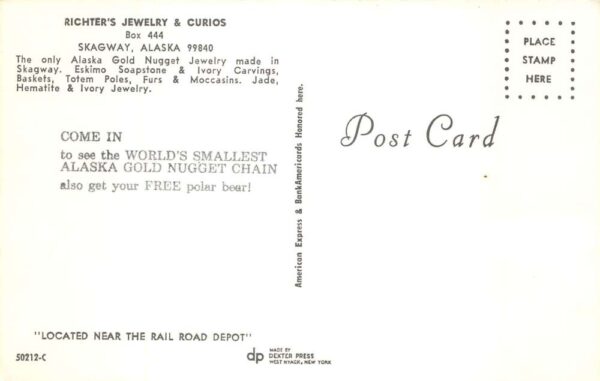 RICHTER'S JEWELRY & CURIOS
Box 444
SKAGWAY, ALASKA 99840
The only Alaska Gold Nugget Jewelry made in
Skagway. Eskimo Soapstone & Ivory Carvings,
Baskets, Totem Poles, Furs & Moccasins. Jade,
Hematite & Ivory Jewelry.
COME IN
to see the WORLD'S SMALLEST
ALASKA GOLD NUGGET CHAIN
also get your FREE polar bear!
"LOCATED NEAR THE RAIL ROAD DEPOT"
50212-C
dp
MADE BY
DEXTER PRESS
WEST NYACK, NEW YORK
American Express & BankAmericards Honored here.
Post Card
PLACE
STAMP
HERE